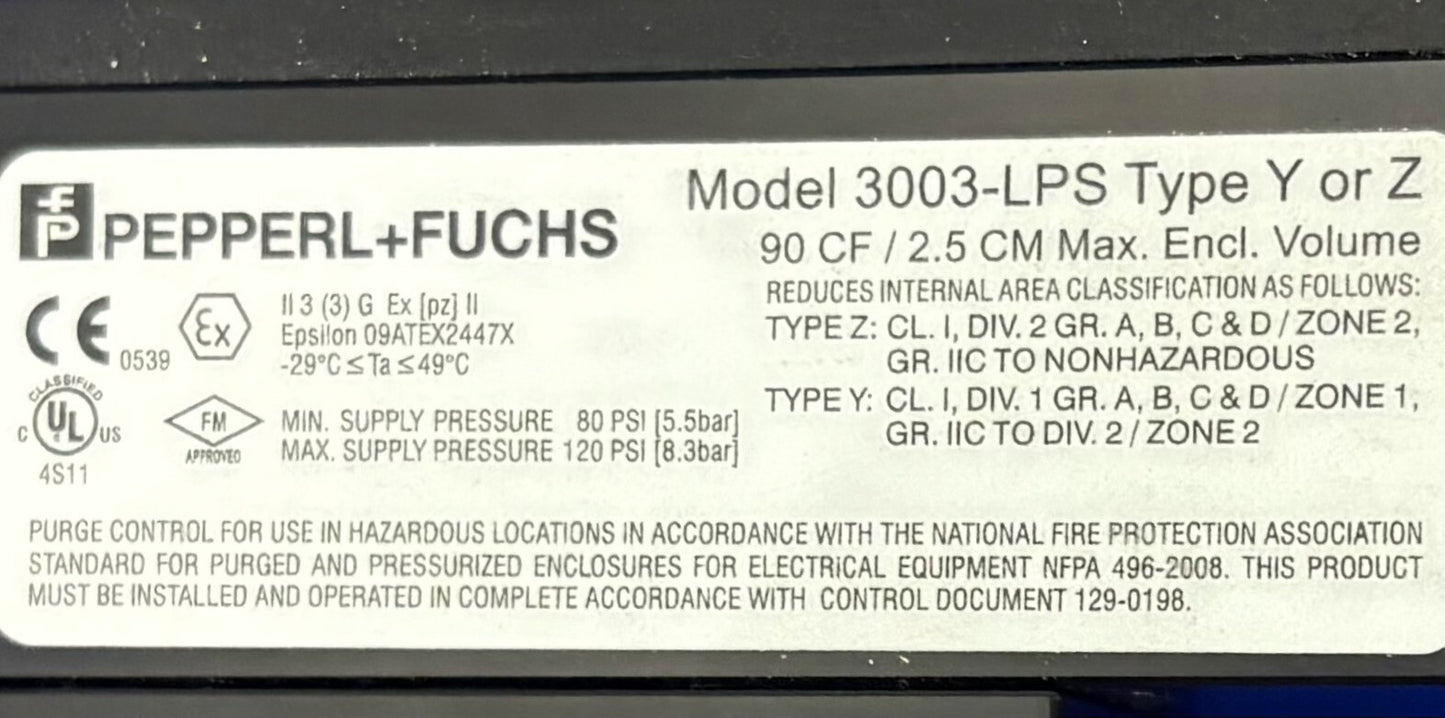 PEPPERL+FUCHS
Model 3003-LPS Type Y or Z
90 CF / 2.5 CM Max. Encl. Volume
REDUCES INTERNAL AREA CLASSIFICATION AS FOLLOWS:
TYPE Z: CL. I, DIV. 2 GR. A, B, C & D / ZONE 2,
GR. IIC TO NONHAZARDOUS
TYPE Y: CL. I, DIV. 1 GR. A, B, C & D / ZONE 1,
GR. IIC TO DIV. 2 / ZONE 2
CE 0539
Ex
II 3 (3) G Ex [pz] II
Epsilon 09ATEX2447X
-29°C ≤ Ta ≤ 49°C
CLASSIFIED
C UL US
4S11
FM
APPROVED
MIN. SUPPLY PRESSURE 80 PSI [5.5bar]
MAX. SUPPLY PRESSURE 120 PSI [8.3bar]
PURGE CONTROL FOR USE IN HAZARDOUS LOCATIONS IN ACCORDANCE WITH THE NATIONAL FIRE PROTECTION ASSOCIATION
STANDARD FOR PURGED AND PRESSURIZED ENCLOSURES FOR ELECTRICAL EQUIPMENT NFPA 496-2008. THIS PRODUCT
MUST BE INSTALLED AND OPERATED IN COMPLETE ACCORDANCE WITH CONTROL DOCUMENT 129-0198.